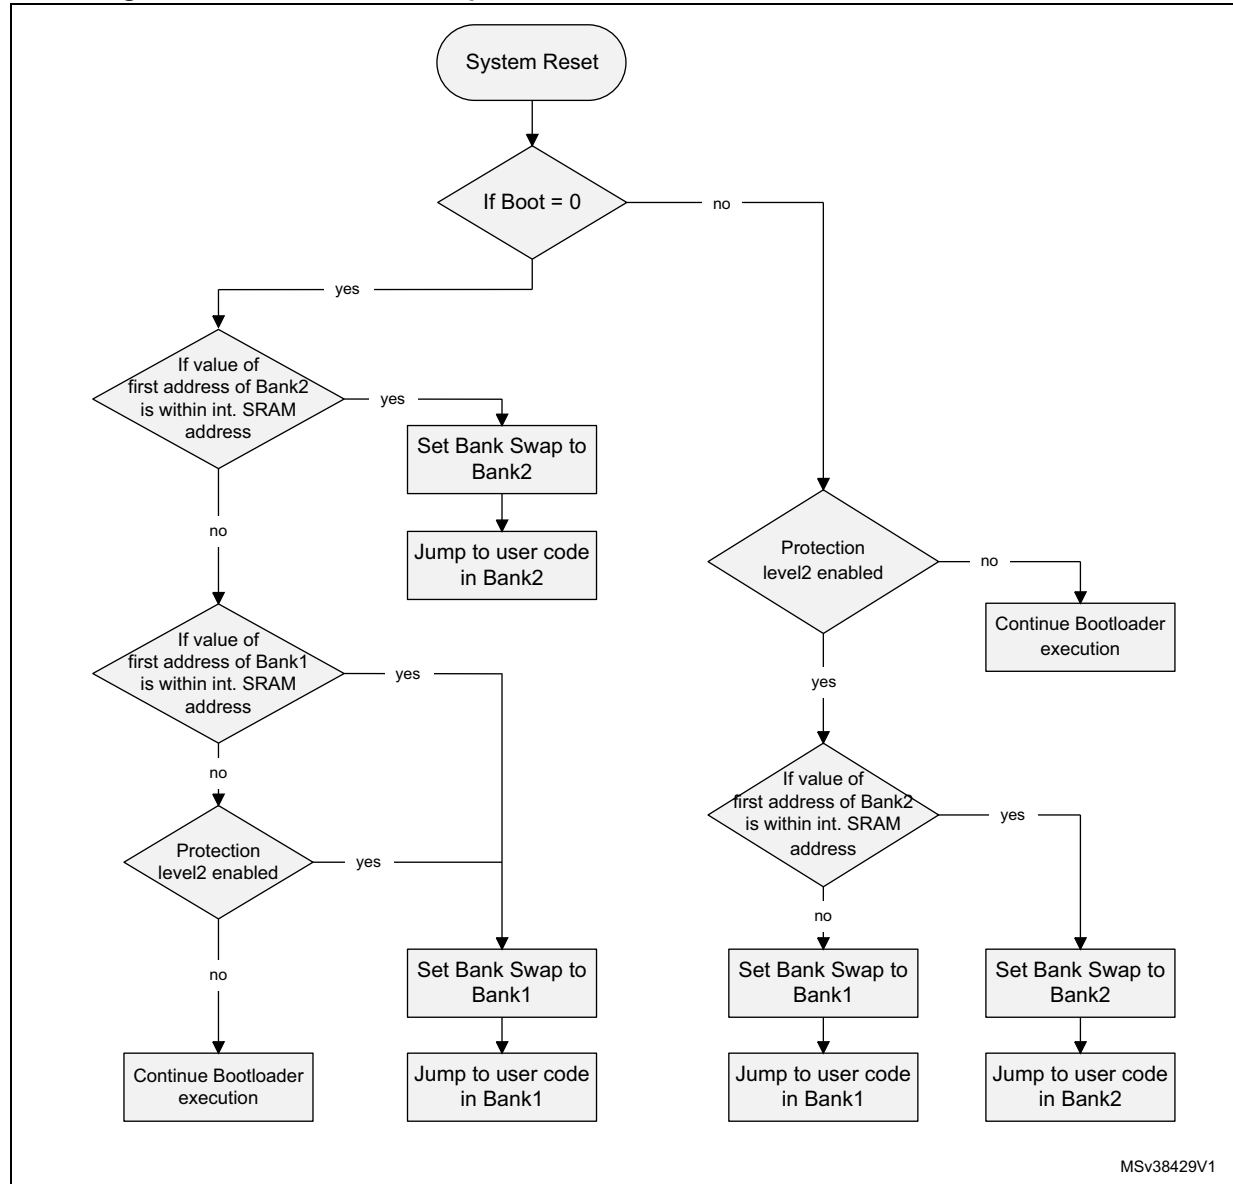 System Reset
If Boot = 0
no
yes
If value of
first address of Bank2
is within int. SRAM
address
yes
Set Bank Swap to
Bank2
no
Jump to user code
in Bank2
Protection
level2 enabled
no
Continue Bootloader
execution
If value of
first address of Bank1
is within int. SRAM
address
yes
yes
no
If value of
first address of Bank2
is within int. SRAM
address
yes
Protection
level2 enabled
yes
no
no
Set Bank Swap to
Bank1
Set Bank Swap to
Bank1
Set Bank Swap to
Bank2
Continue Bootloader
execution
Jump to user code
in Bank1
Jump to user code
in Bank1
Jump to user code
in Bank2
MSv38429V1